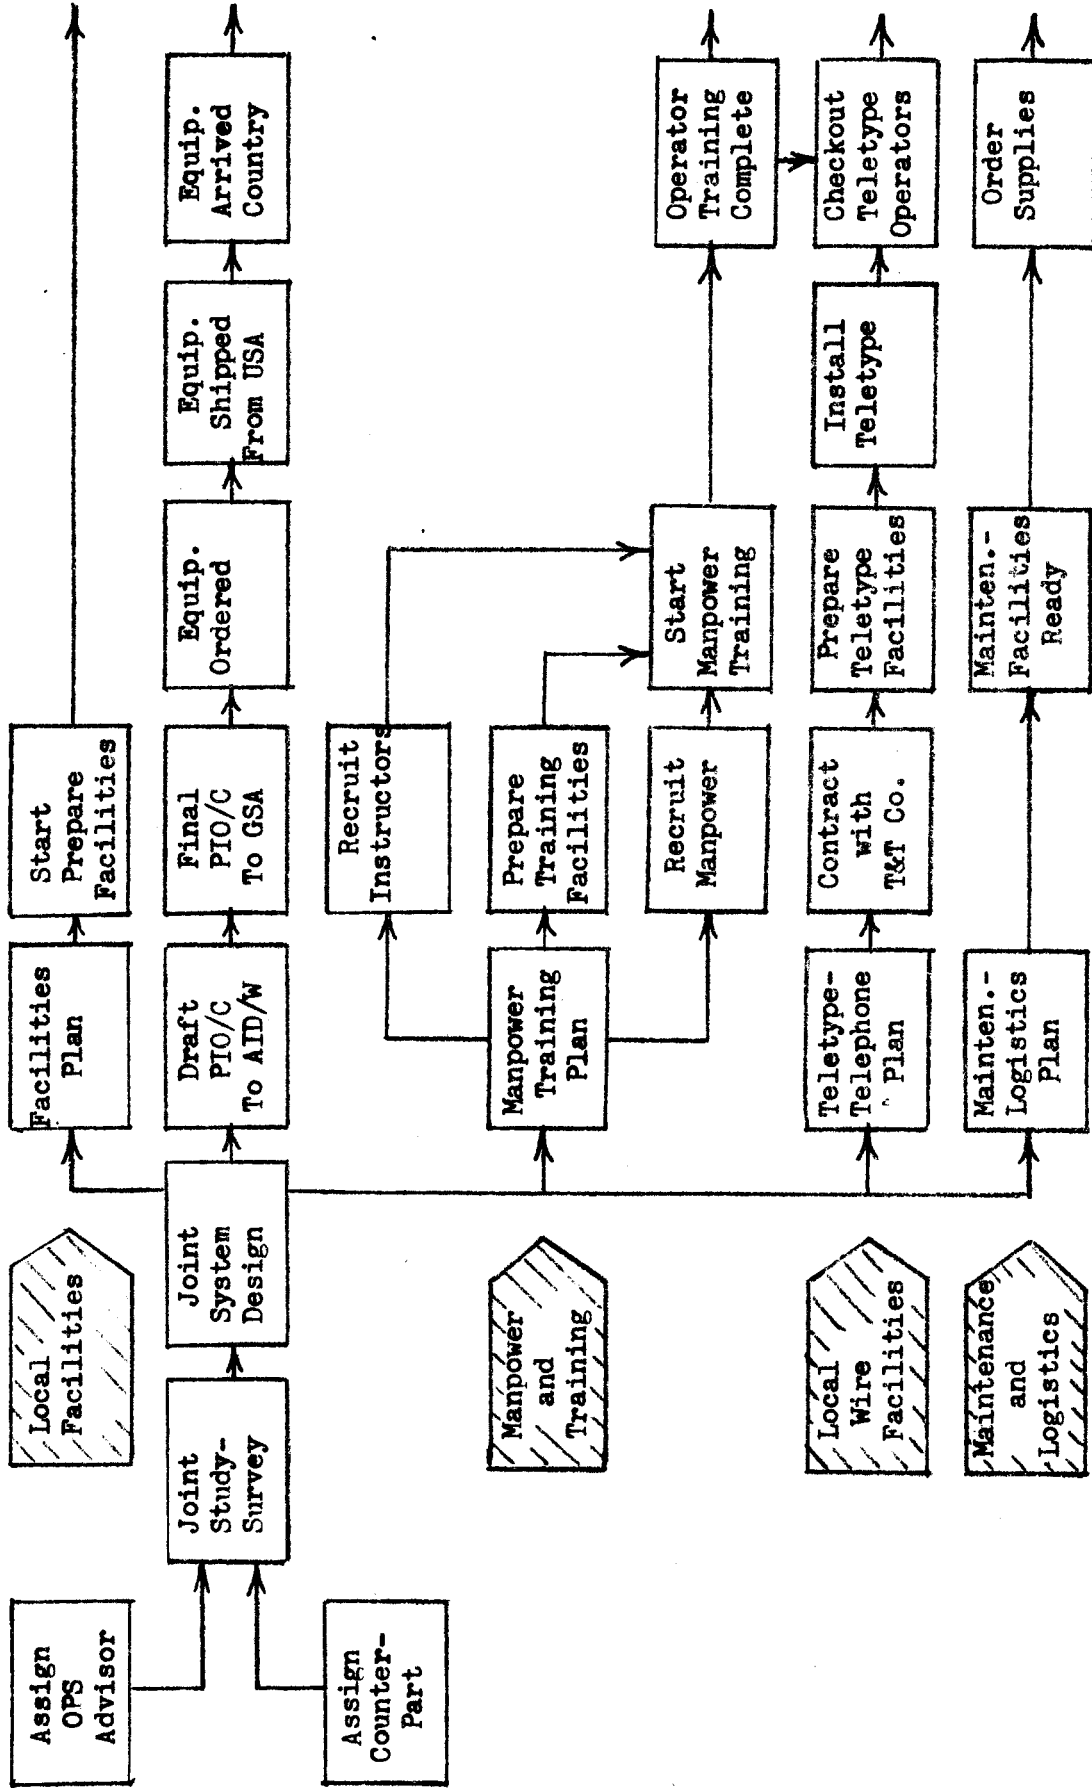 Assign
OPS
Advisor
Assign
Counter-
Part
Joint
Study-
Survey
Joint
System
Design
Local
Facilities
Facilities
Plan
Start
Prepare
Facilities
Draft
PIO/C
To AID/W
Final
PIO/C
To GSA
Equip.
Ordered
Equip.
Shipped
From USA
Equip.
Arrived
Country
Manpower
and
Training
Manpower
Training
Plan
Recruit
Instructors
Prepare
Training
Facilities
Recruit
Manpower
Start
Manpower
Training
Operator
Training
Complete
Local
Wire
Facilities
Teletype-
Telephone
Plan
Contract
with
T&T Co.
Prepare
Teletype
Facilities
Install
Teletype
Checkout
Teletype
Operators
Maintenance
and
Logistics
Mainten.-
Logistics
Plan
Mainten.-
Facilities
Ready
Order
Supplies